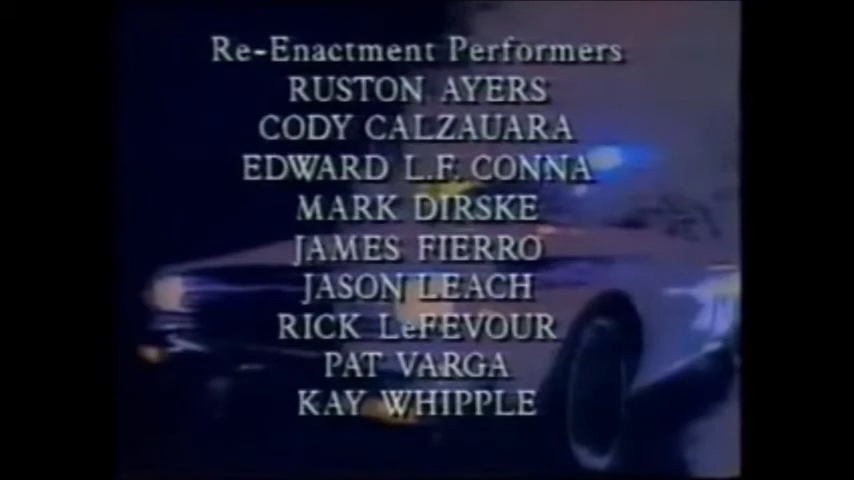 Re-Enactment Performers
RUSTON AYERS
CODY CALZAUARA
EDWARD L.F. CONNA
MARK DIRSKE
JAMES FIERRO
JASON LEACH
RICK LeFEVOUR
PAT VARGA
KAY WHIPPLE